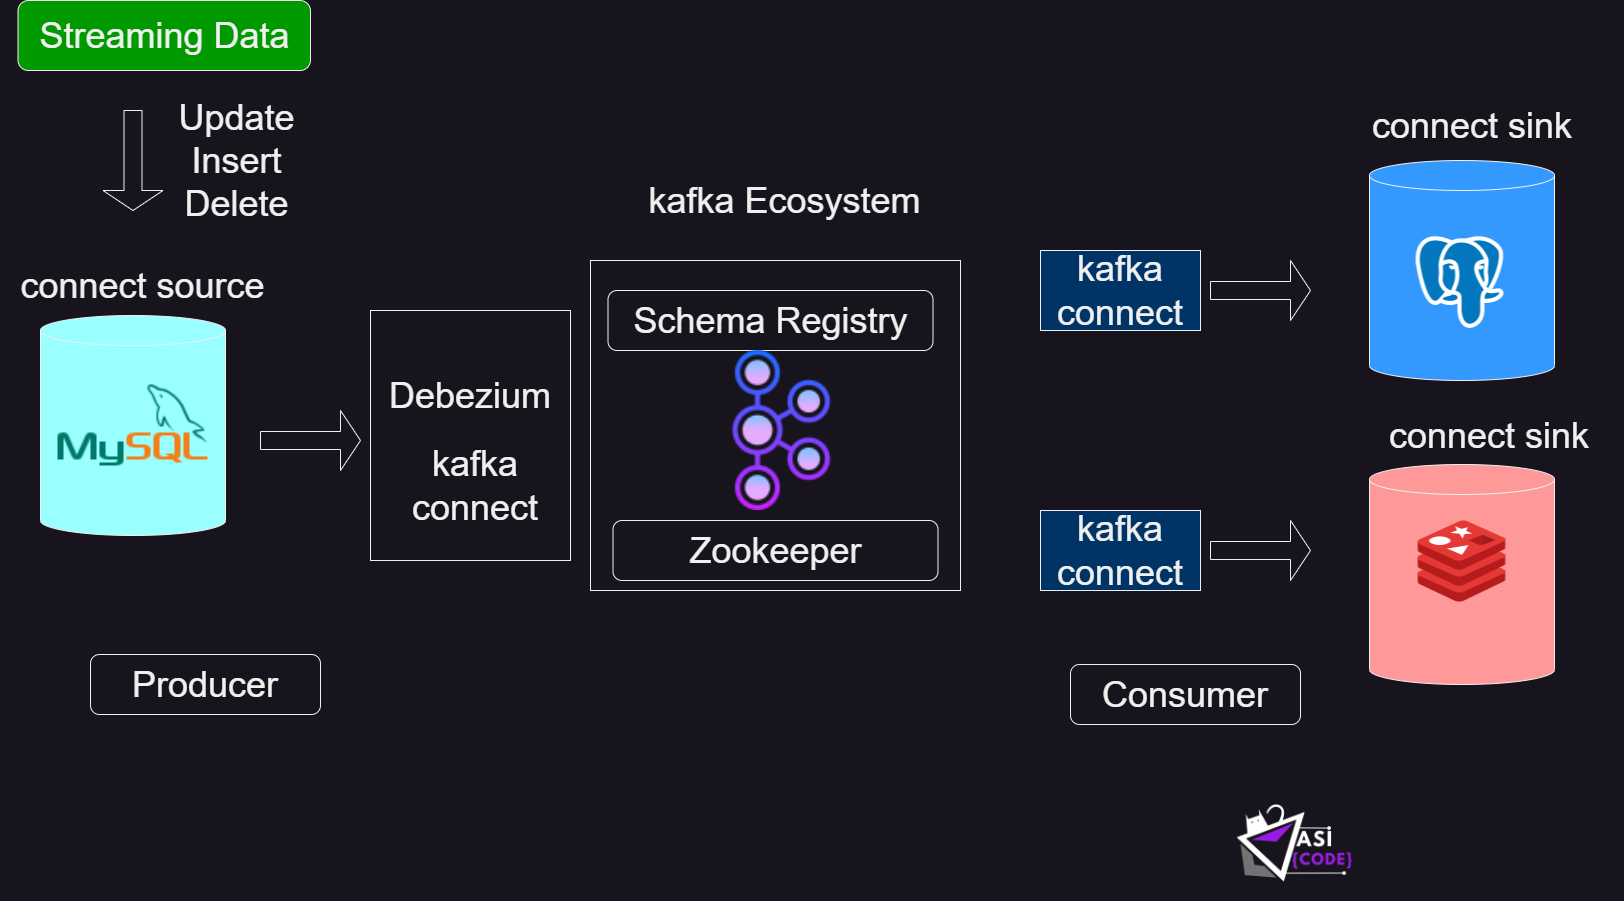 Streaming Data
Update
Insert
Delete
connect source
MySQL
Debezium
kafka
connect
kafka Ecosystem
Schema Registry
Zookeeper
kafka
connect
connect sink
kafka
connect
connect sink
Producer
Consumer
ASİ
{CODE}